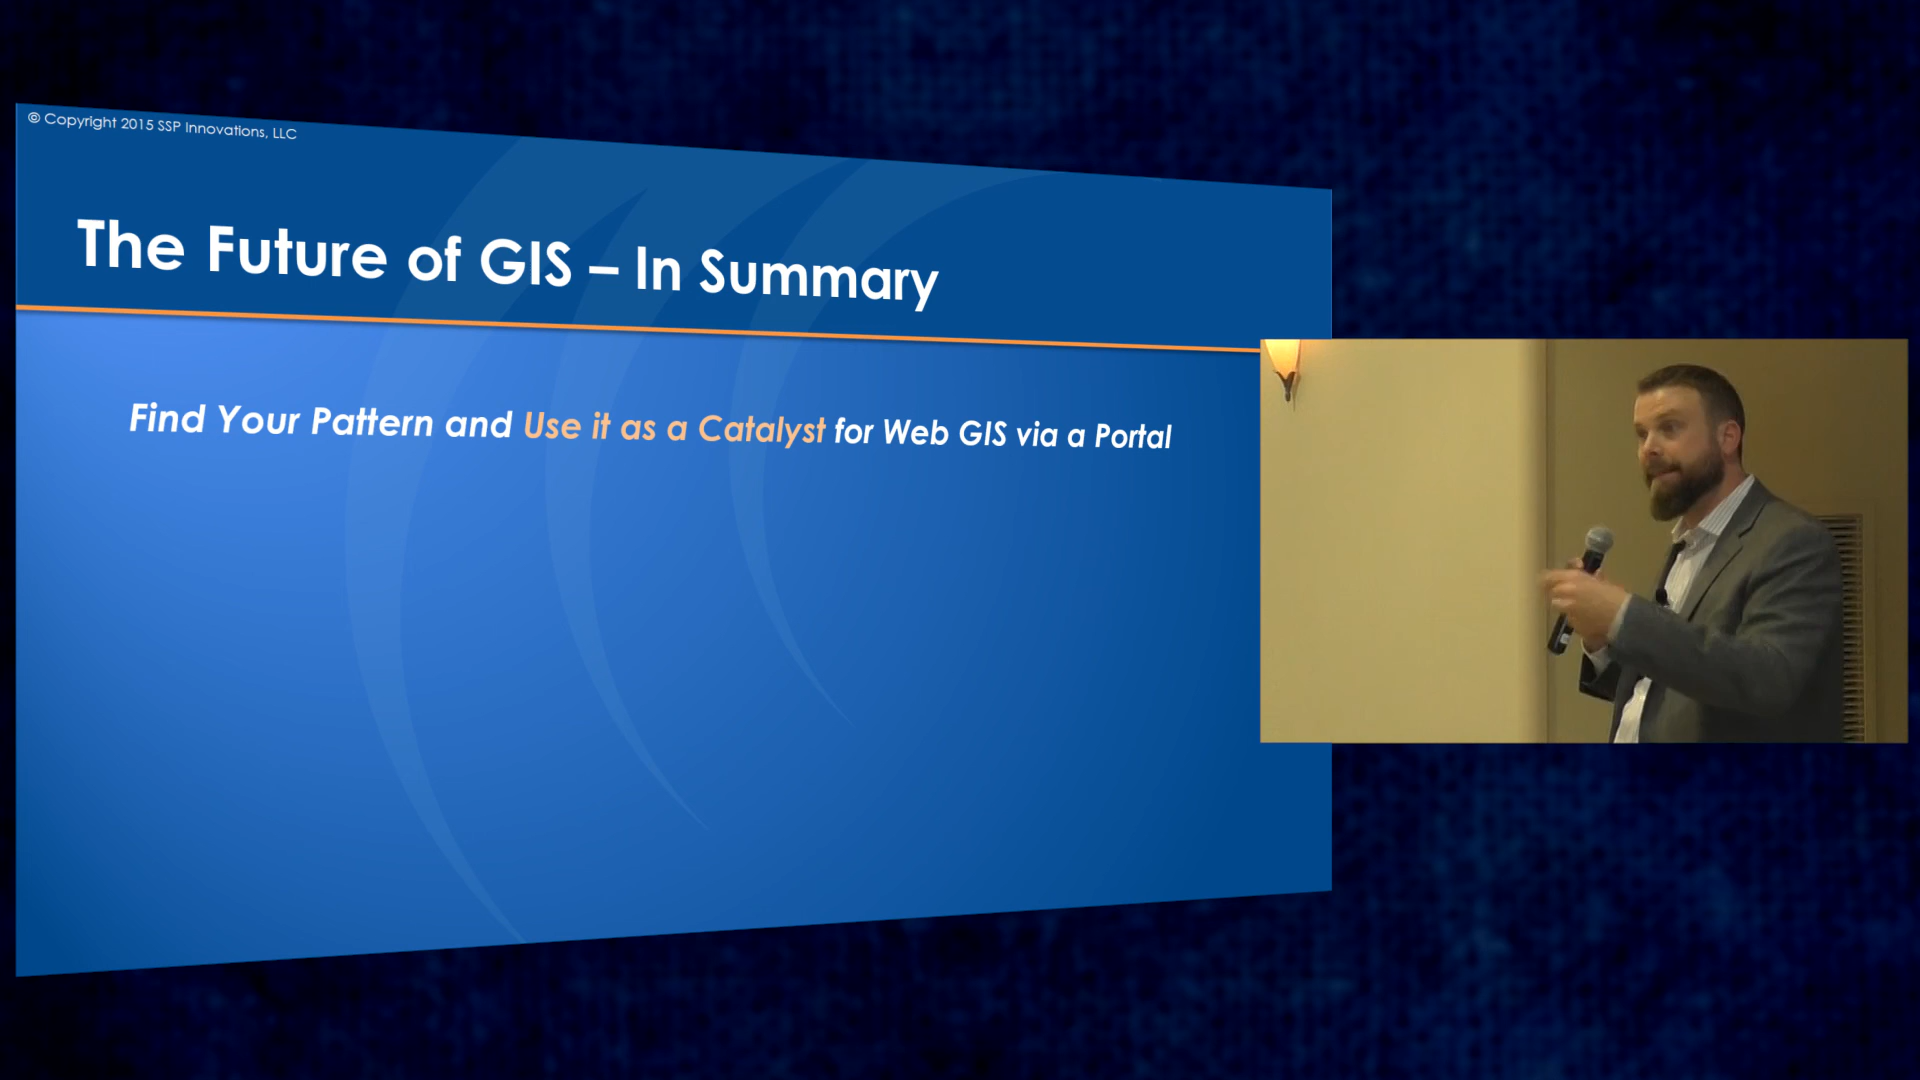 © Copyright 2015 SSP Innovations, LLC
The Future of GIS – In Summary
Find Your Pattern and Use it as a Catalyst for Web GIS via a Portal